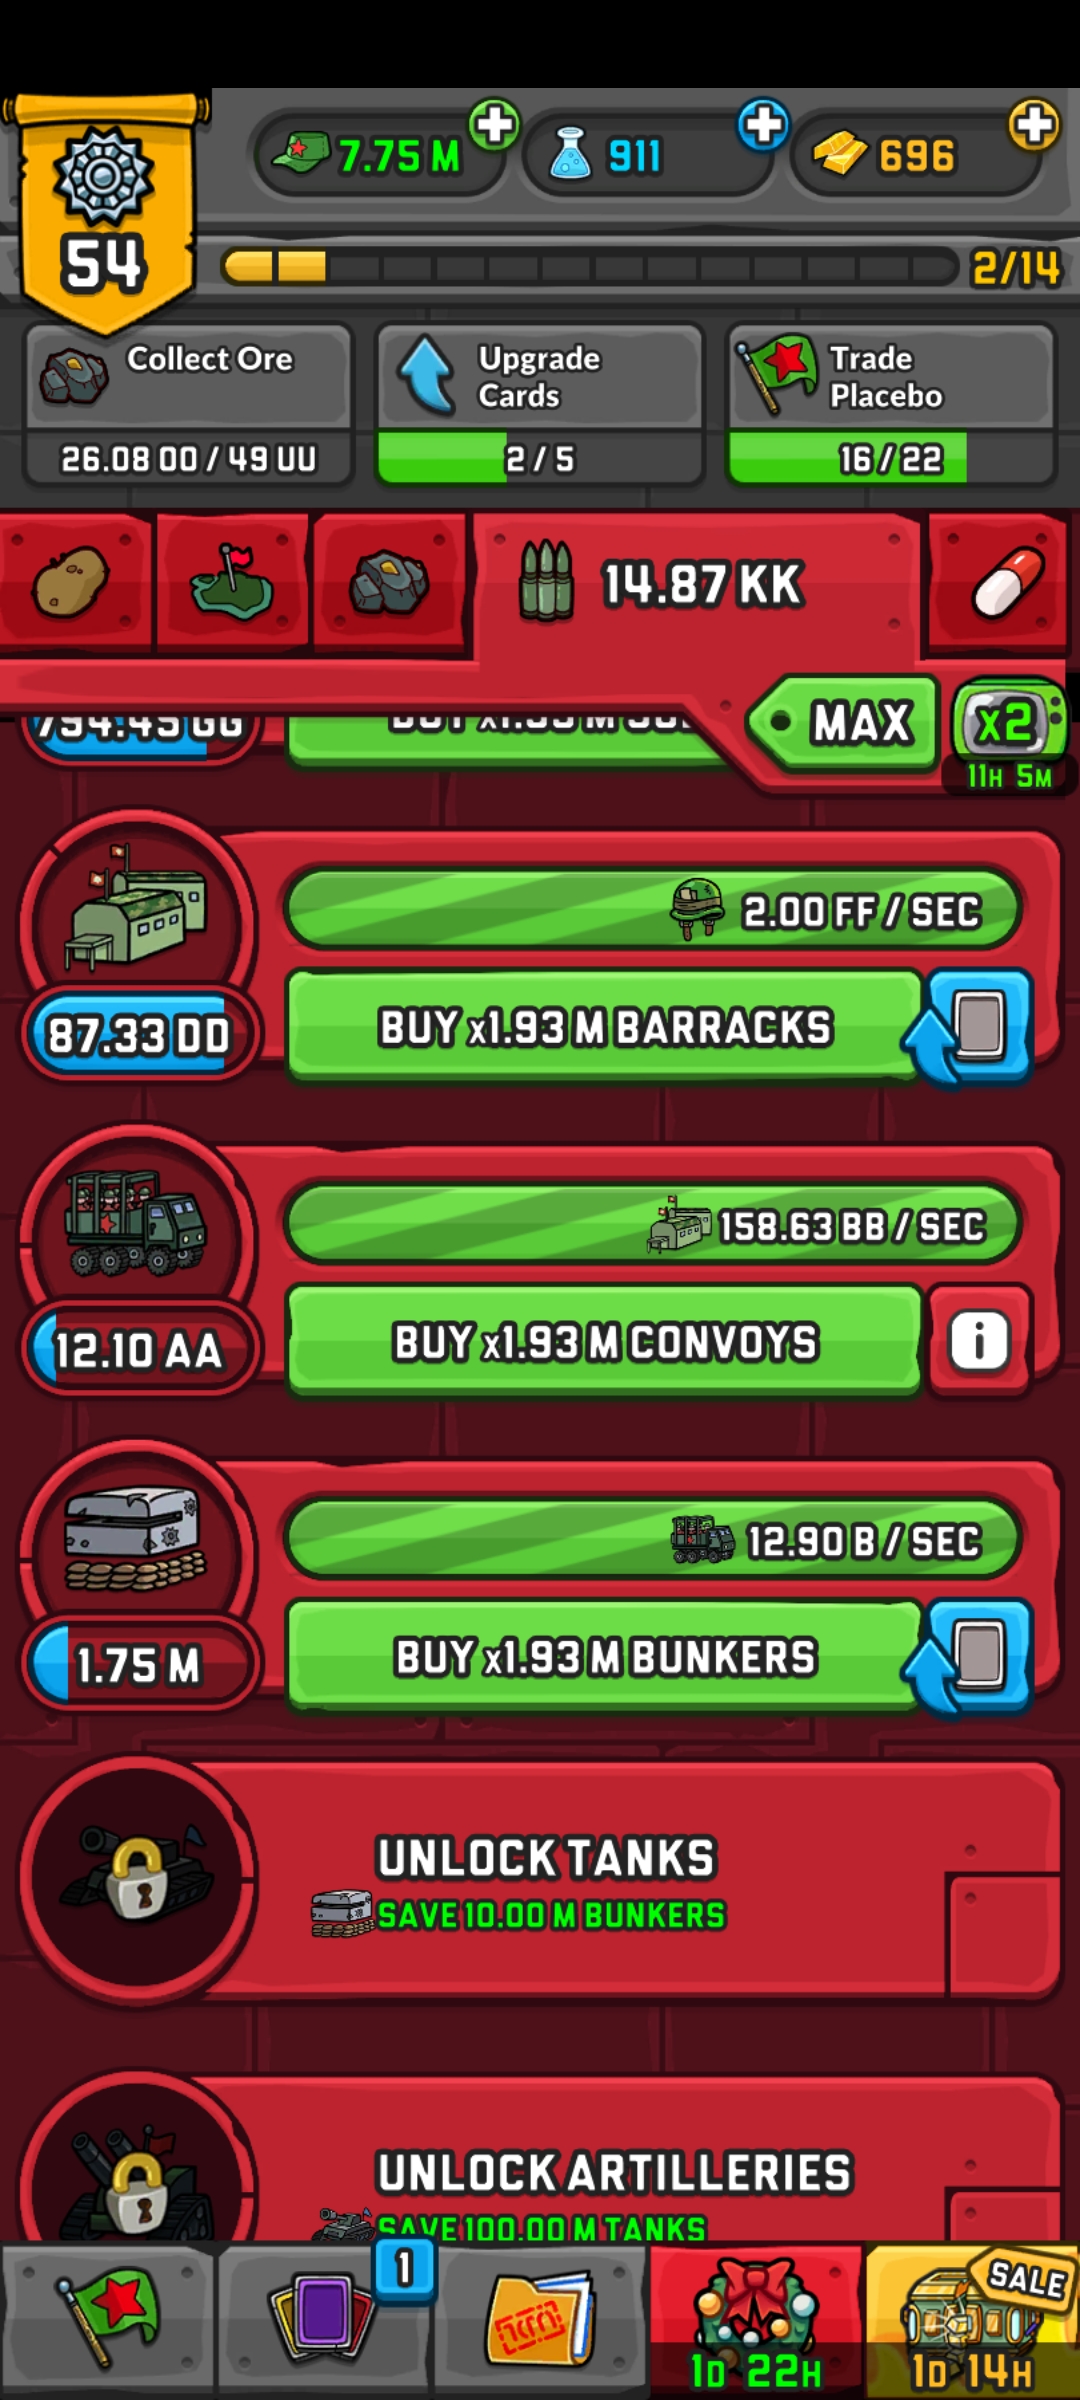 7.75 M
911
696
54
2/14
Collect Ore
26.08 OO / 49 UU
Upgrade
Cards
2 / 5
Trade
Placebo
16 / 22
14.87 KK
MAX
x2
11H 5M
794.45 GG
2.00 FF / SEC
87.33 DD
BUY x1.93 M BARRACKS
158.63 BB / SEC
12.10 AA
BUY x1.93 M CONVOYS
i
12.90 B / SEC
1.75 M
BUY x1.93 M BUNKERS
UNLOCK TANKS
SAVE 10.00 M BUNKERS
UNLOCK ARTILLERIES
SAVE 100.00 M TANKS
1
SALE
1D 22H
1D 14H